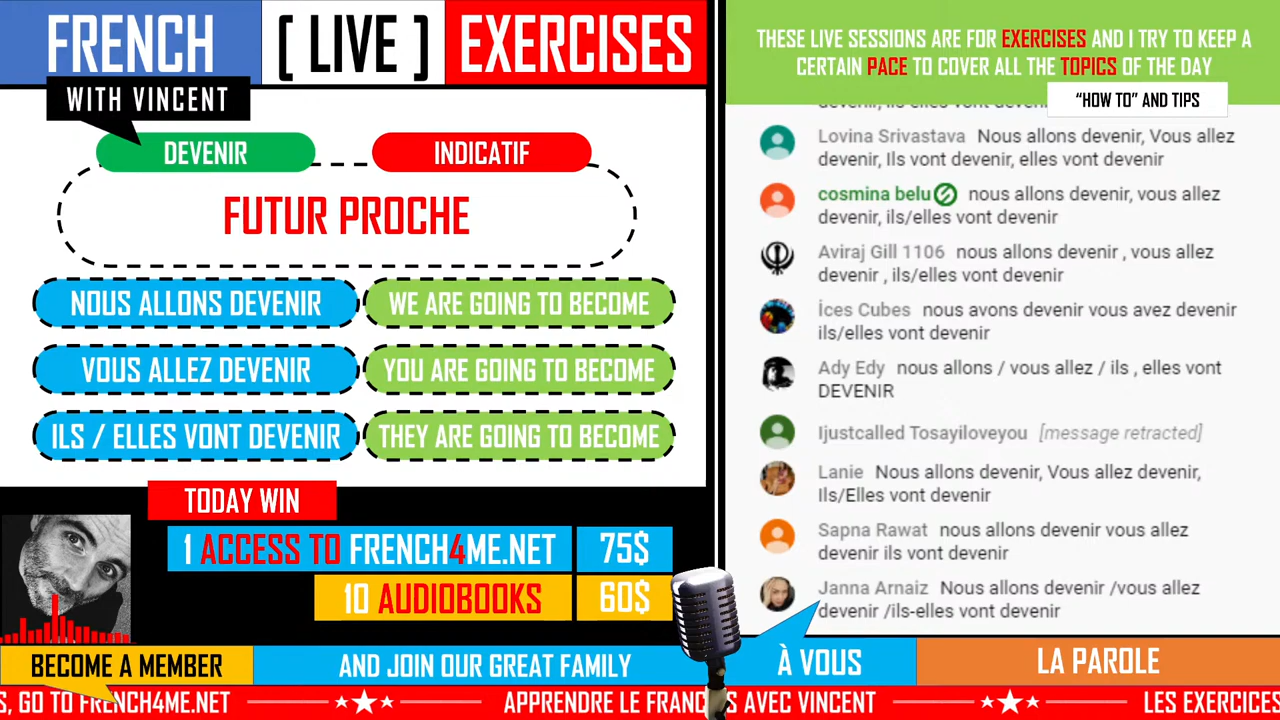 FRENCH [ LIVE ] EXERCISES
WITH VINCENT
DEVENIR
INDICATIF
FUTUR PROCHE
NOUS ALLONS DEVENIR
WE ARE GOING TO BECOME
VOUS ALLEZ DEVENIR
YOU ARE GOING TO BECOME
ILS / ELLES VONT DEVENIR
THEY ARE GOING TO BECOME
TODAY WIN
1 ACCESS TO FRENCH4ME.NET
75$
10 AUDIOBOOKS
60$
THESE LIVE SESSIONS ARE FOR EXERCISES AND I TRY TO KEEP A
CERTAIN PACE TO COVER ALL THE TOPICS OF THE DAY
“HOW TO” AND TIPS
Lovina Srivastava Nous allons devenir, Vous allez
devenir, Ils vont devenir, elles vont devenir
cosmina belu nous allons devenir, vous allez
devenir, ils/elles vont devenir
Aviraj Gill 1106 nous allons devenir , vous allez
devenir , ils/elles vont devenir
İces Cubes nous avons devenir vous avez devenir
ils/elles vont devenir
Ady Edy nous allons / vous allez / ils , elles vont
DEVENIR
Ijustcalled Tosayiloveyou [message retracted]
Lanie Nous allons devenir, Vous allez devenir,
Ils/Elles vont devenir
Sapna Rawat nous allons devenir vous allez
devenir ils vont devenir
Janna Arnaiz Nous allons devenir /vous allez
devenir /ils-elles vont devenir
BECOME A MEMBER
AND JOIN OUR GREAT FAMILY
À VOUS
LA PAROLE
S, GO TO FRENCH4ME.NET
APPRENDRE LE FRANÇ S AVEC VINCENT
LES EXERCICES